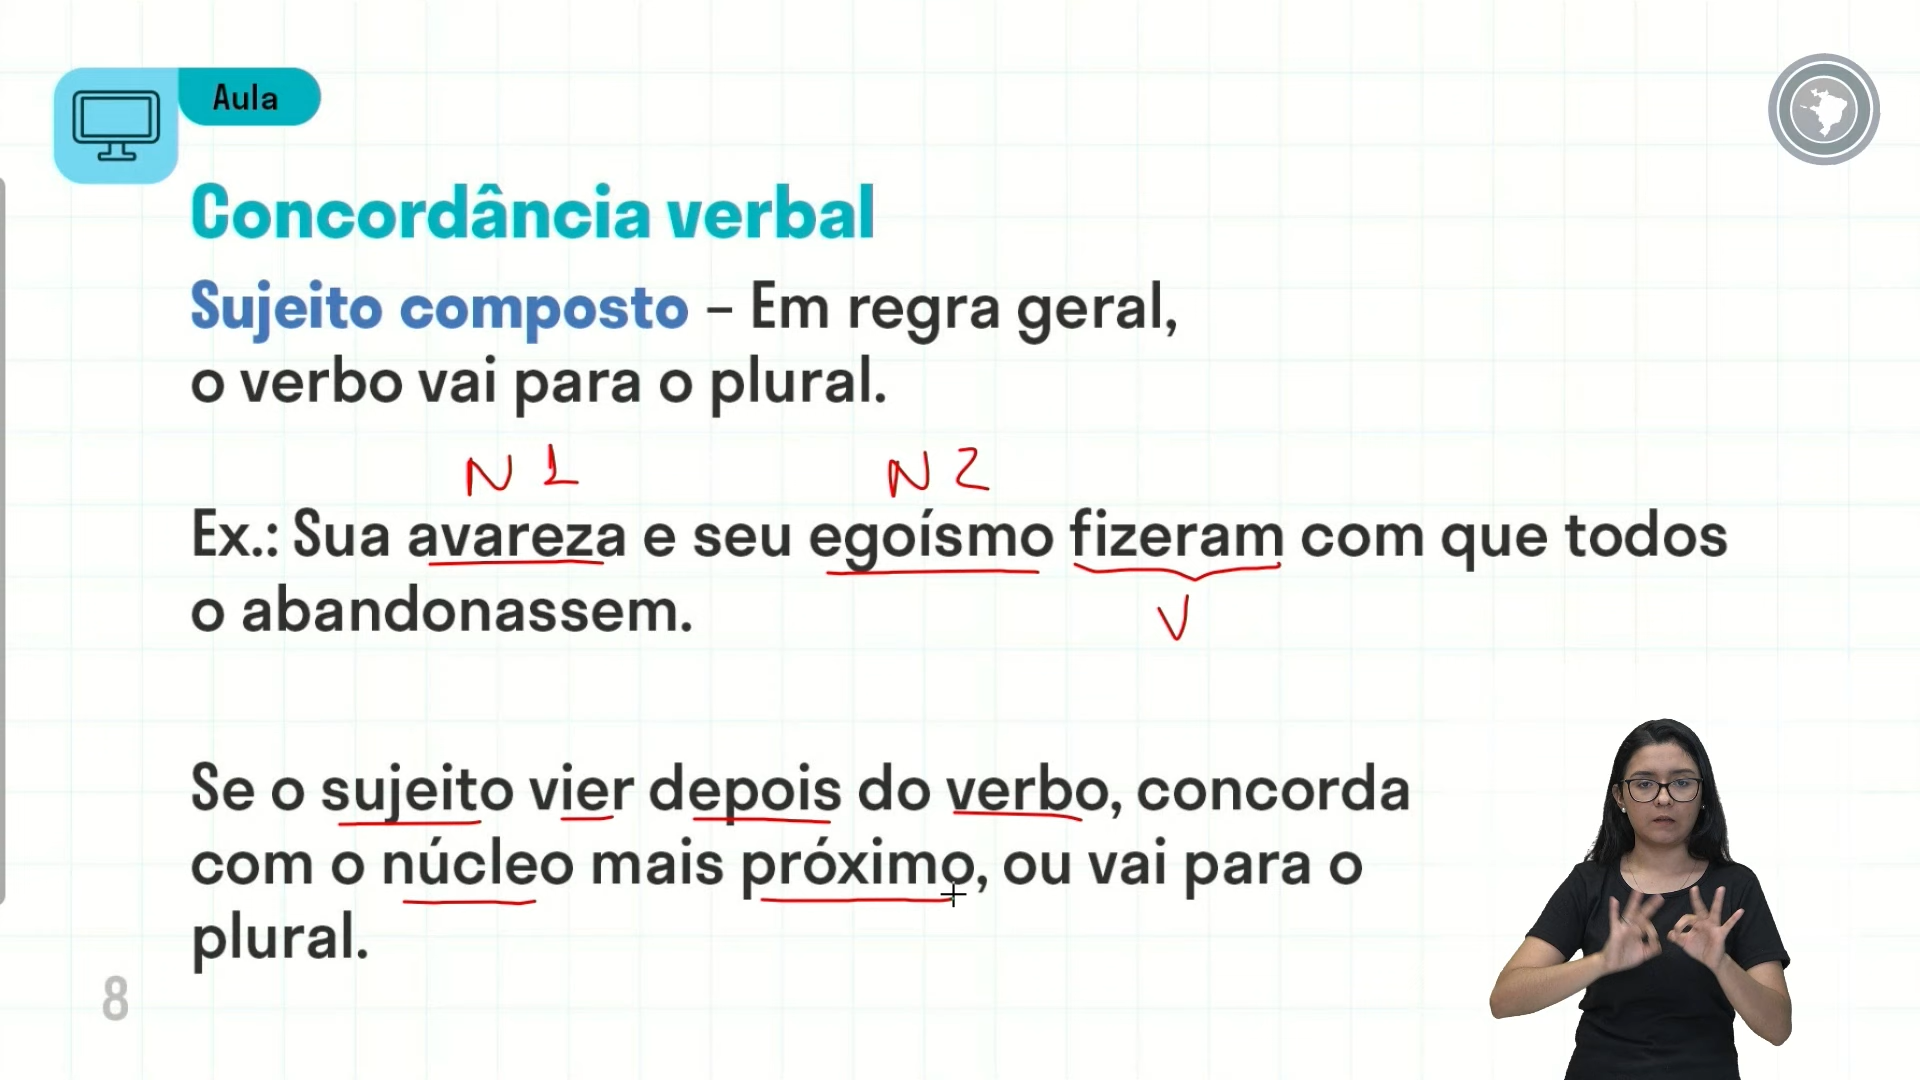 Aula
Concordância verbal
Sujeito composto – Em regra geral,
o verbo vai para o plural.
N 1 N 2
Ex.: Sua avareza e seu egoísmo fizeram com que todos
V
o abandonassem.
Se o sujeito vier depois do verbo, concorda
com o núcleo mais próximo, ou vai para o
plural.
8